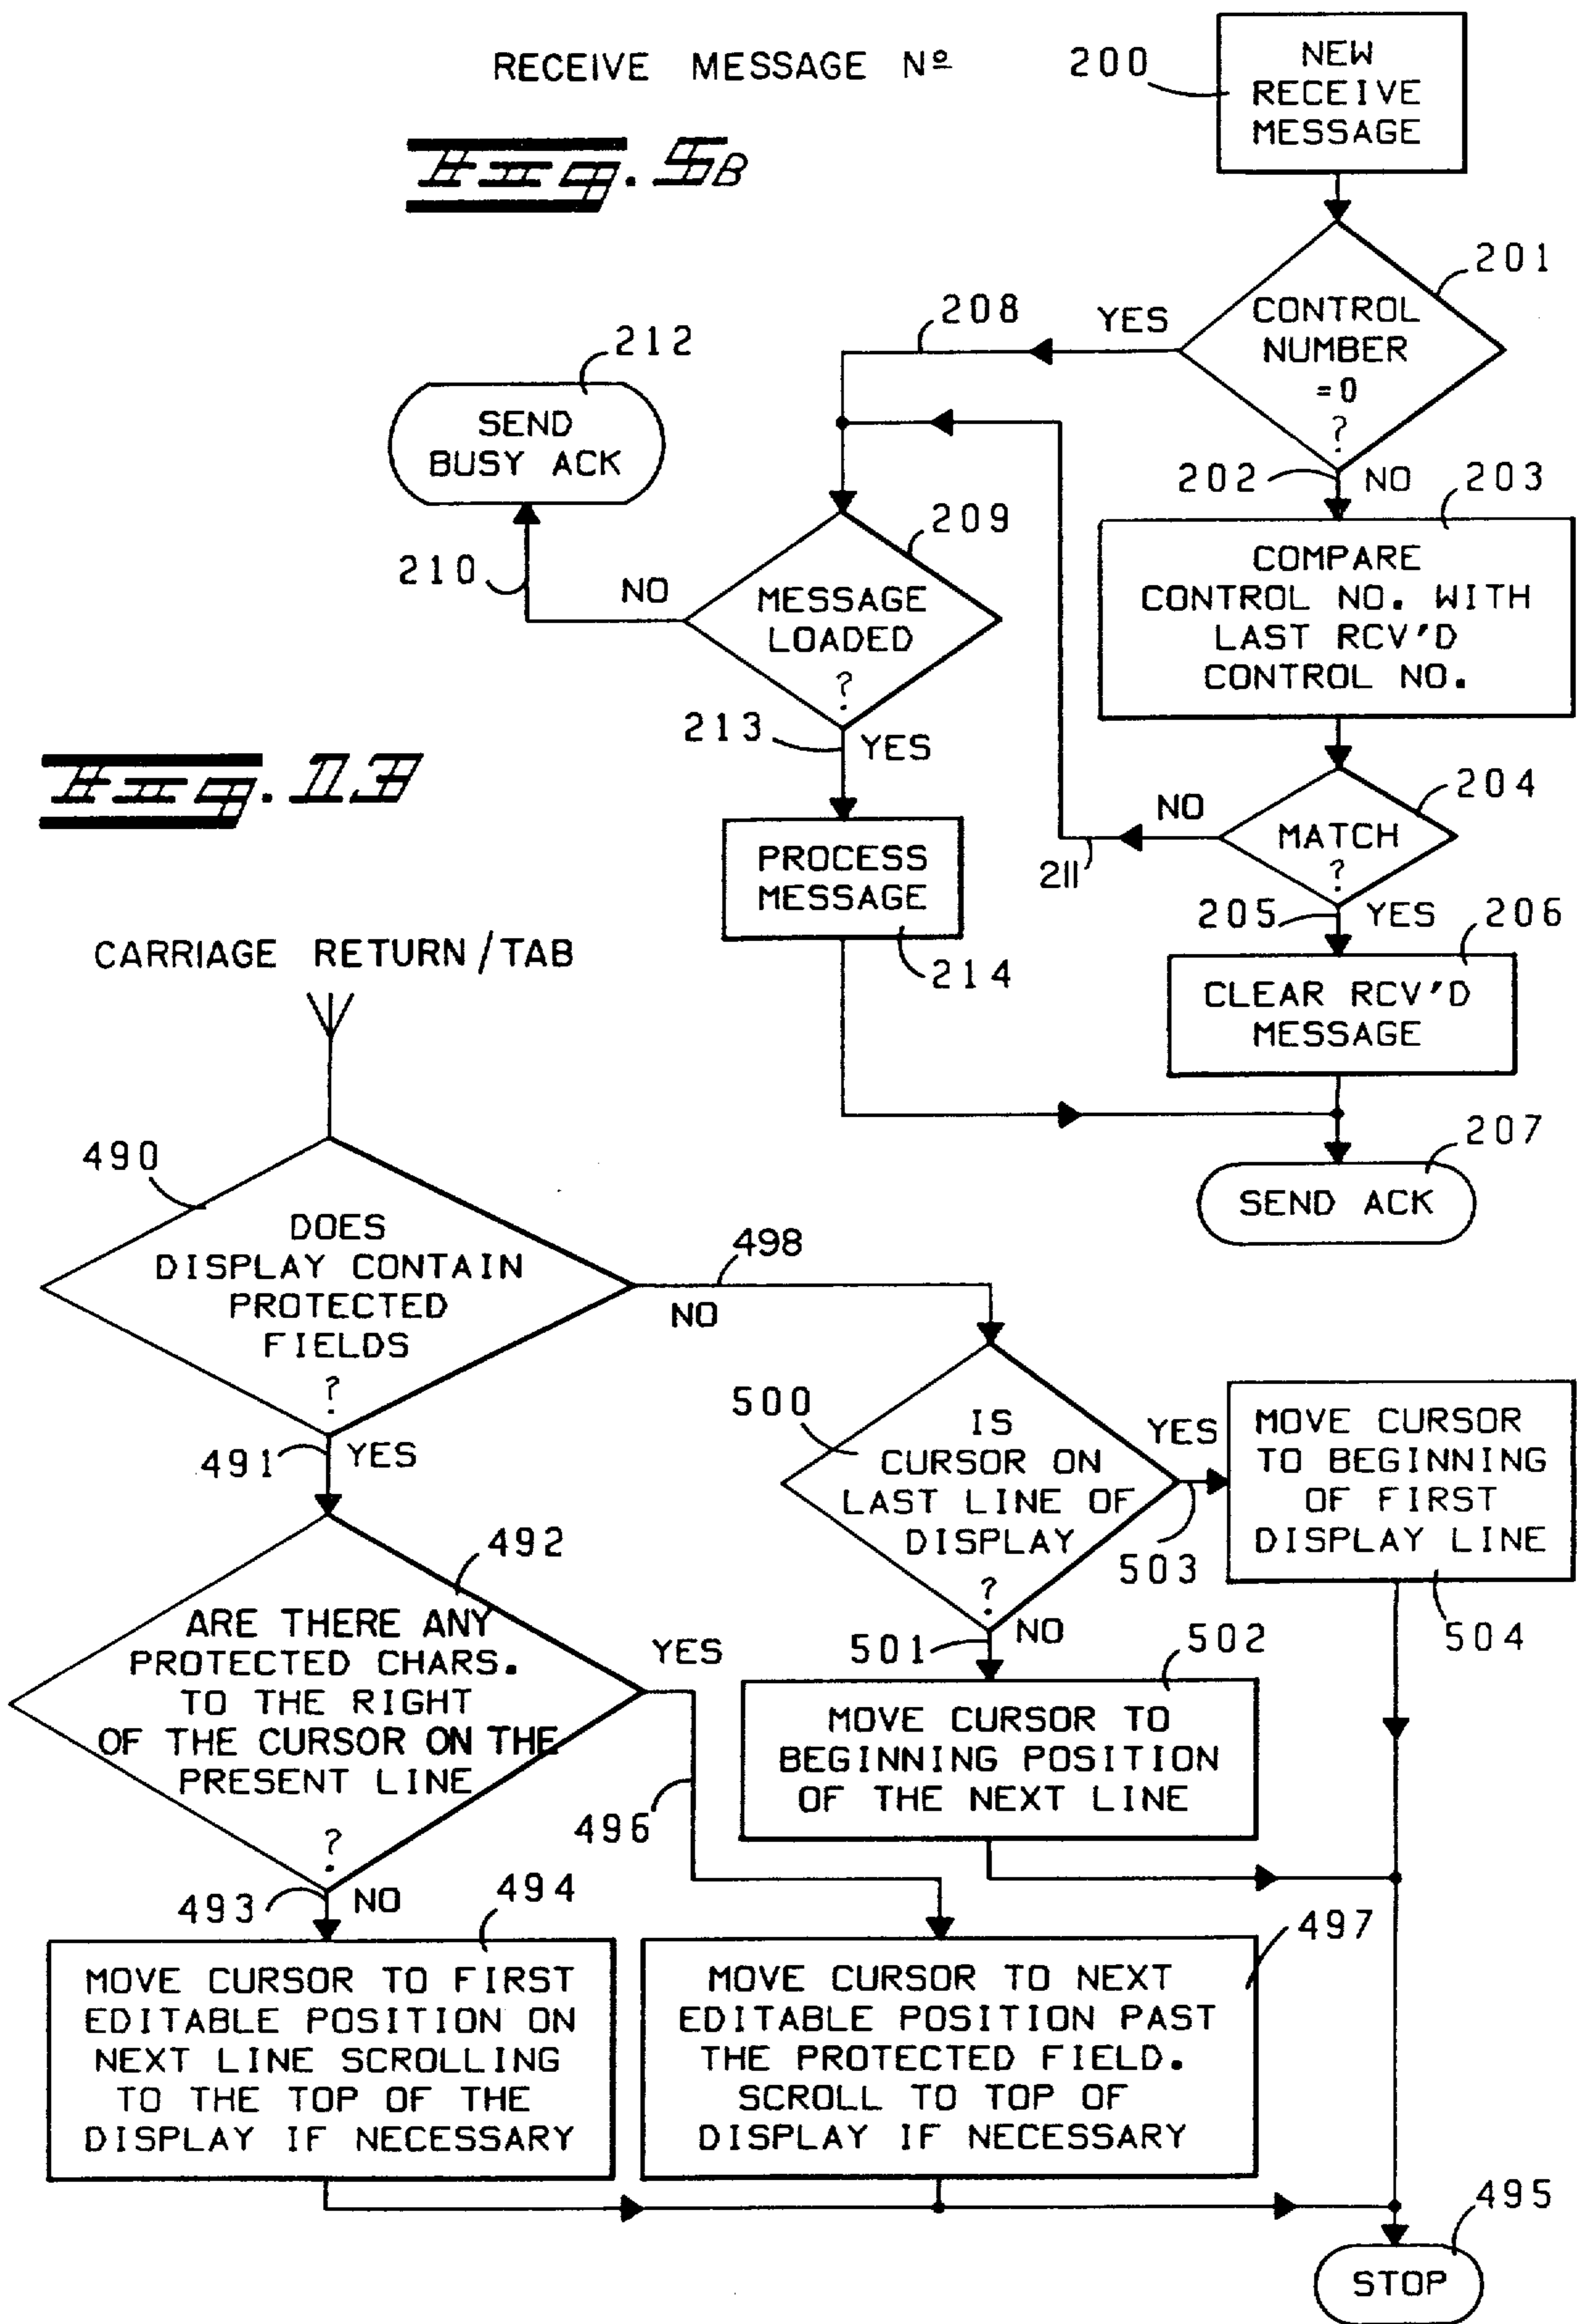 RECEIVE MESSAGE Nº
Fig. 5B
200
NEW
RECEIVE
MESSAGE
201
CONTROL
NUMBER
=0
?
YES
208
202
NO
203
COMPARE
CONTROL NO. WITH
LAST RCV'D
CONTROL NO.
204
MATCH
?
NO
211
205
YES
206
CLEAR RCV'D
MESSAGE
207
SEND ACK
212
SEND
BUSY ACK
210
NO
209
MESSAGE
LOADED
?
213
YES
PROCESS
MESSAGE
214
Fig. 13
CARRIAGE RETURN/TAB
490
DOES
DISPLAY CONTAIN
PROTECTED
FIELDS
?
498
NO
491
YES
492
ARE THERE ANY
PROTECTED CHARS.
TO THE RIGHT
OF THE CURSOR ON THE
PRESENT LINE
?
YES
496
493
NO
494
MOVE CURSOR TO FIRST
EDITABLE POSITION ON
NEXT LINE SCROLLING
TO THE TOP OF THE
DISPLAY IF NECESSARY
497
MOVE CURSOR TO NEXT
EDITABLE POSITION PAST
THE PROTECTED FIELD.
SCROLL TO TOP OF
DISPLAY IF NECESSARY
500
IS
CURSOR ON
LAST LINE OF
DISPLAY
?
YES
503
MOVE CURSOR
TO BEGINNING
OF FIRST
DISPLAY LINE
504
501
NO
502
MOVE CURSOR TO
BEGINNING POSITION
OF THE NEXT LINE
495
STOP